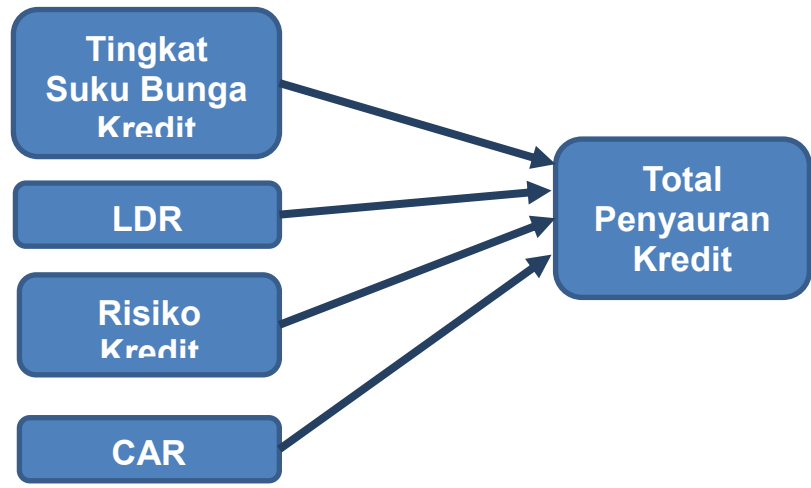 Tingkat
Suku Bunga
Kredit
LDR
Risiko
Kredit
CAR
Total
Penyauran
Kredit